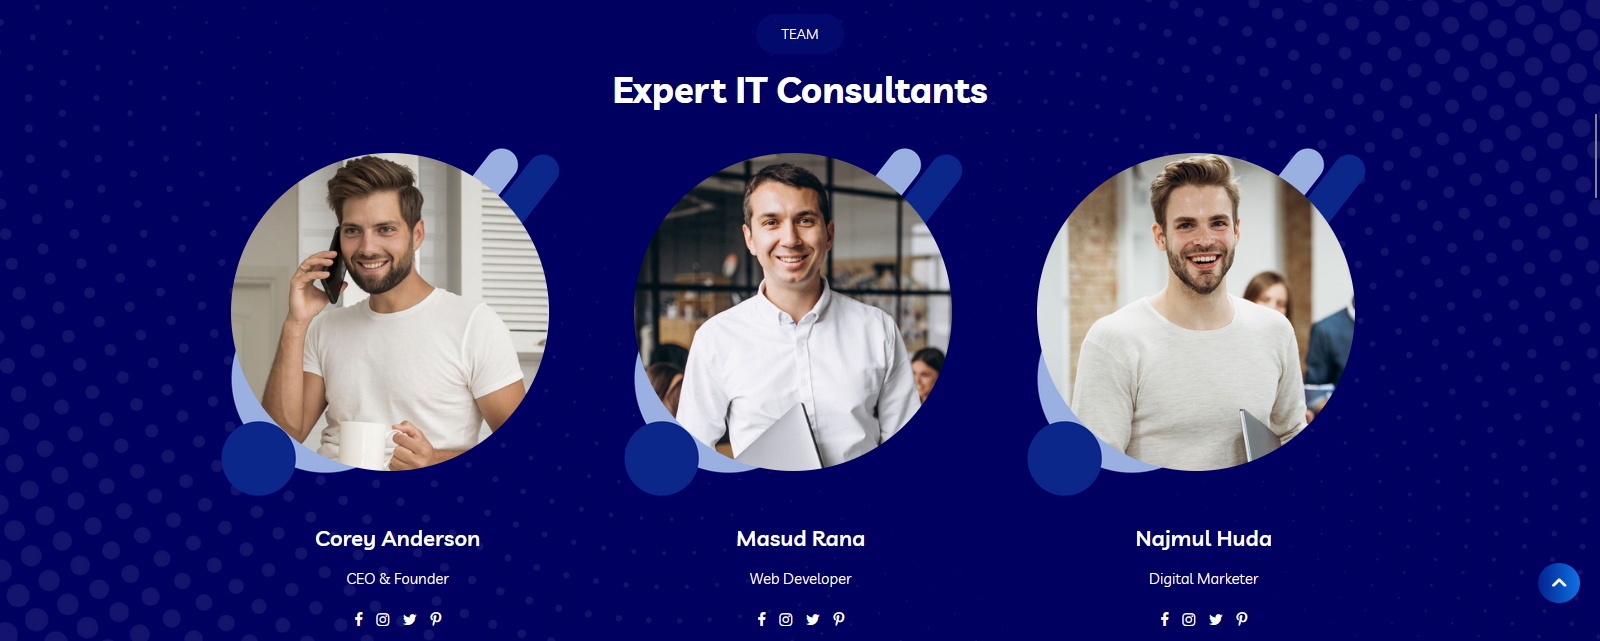 TEAM
Expert IT Consultants
Corey Anderson
Masud Rana
Najmul Huda
CEO & Founder
Web Developer
Digital Marketer